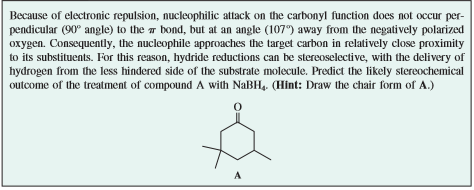 Because of electronic repulsion, nucleophilic attack on the carbonyl function does not occur per-
pendicular (90° angle) to the π bond, but at an angle (107°) away from the negatively polarized
oxygen. Consequently, the nucleophile approaches the target carbon in relatively close proximity
to its substituents. For this reason, hydride reductions can be stereoselective, with the delivery of
hydrogen from the less hindered side of the substrate molecule. Predict the likely stereochemical
outcome of the treatment of compound A with NaBH₄. (Hint: Draw the chair form of A.)
O
A